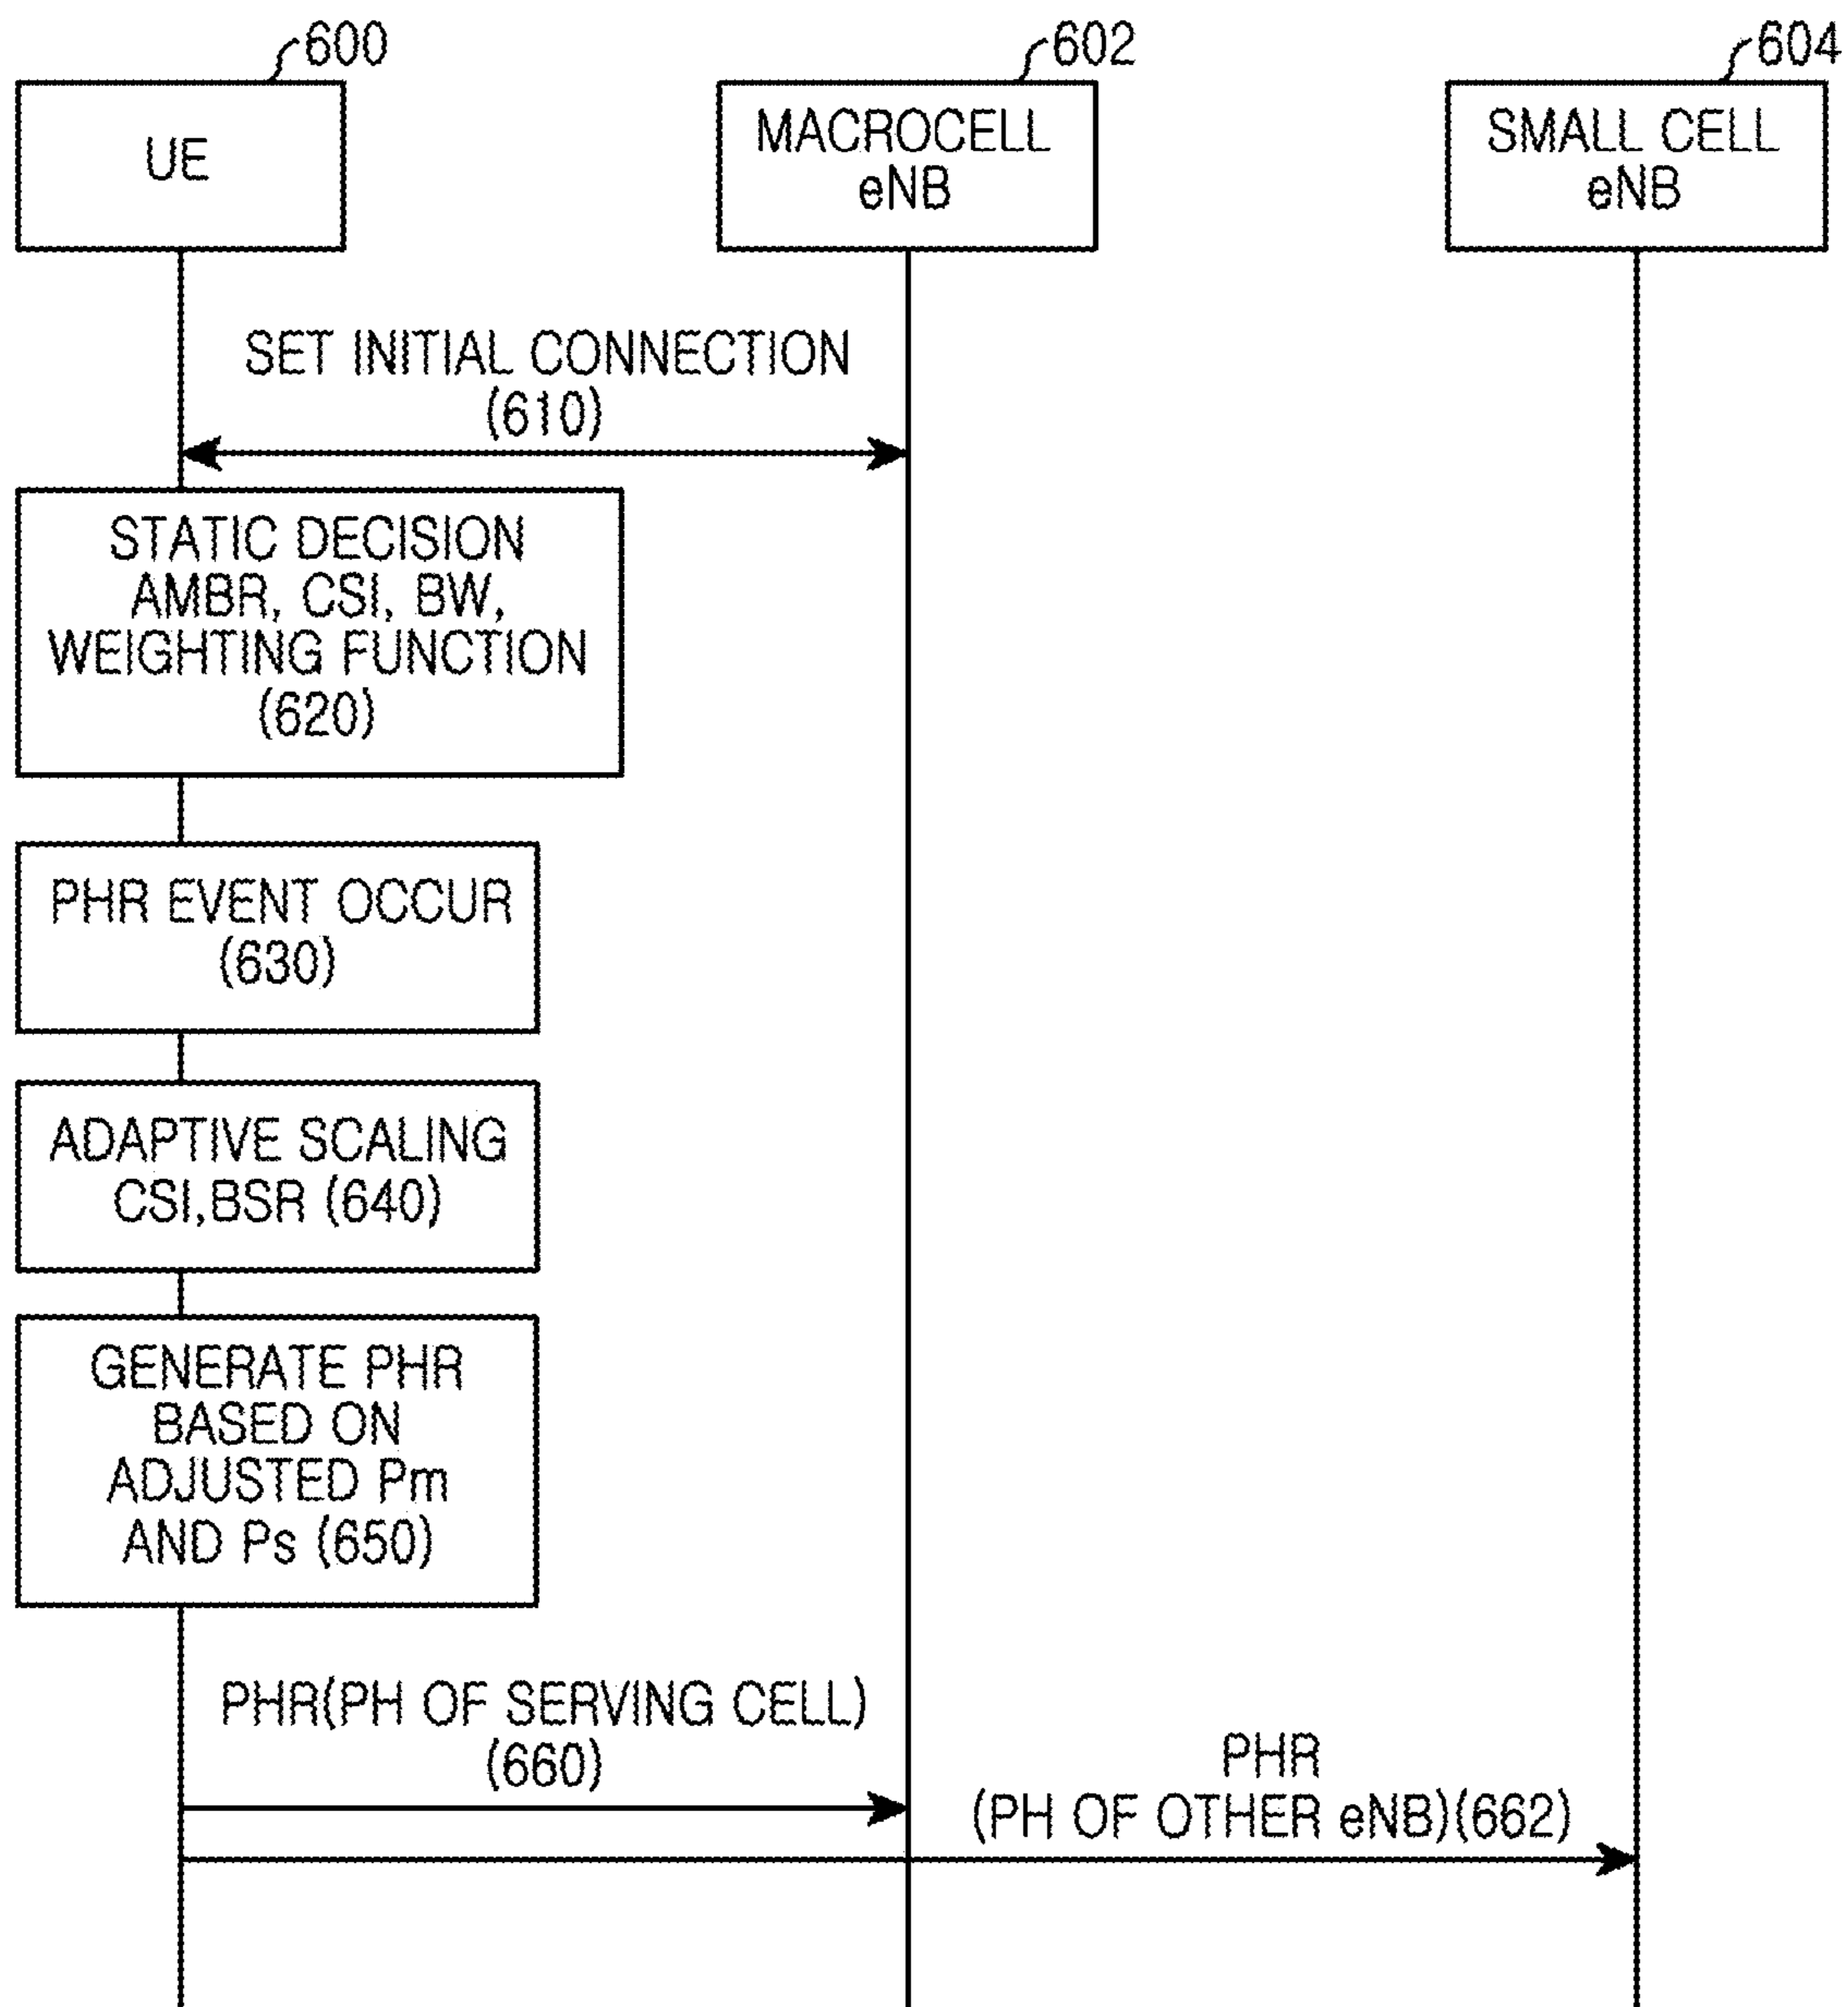 600
602
604
UE
MACROCELL
eNB
SMALL CELL
eNB
SET INITIAL CONNECTION
(610)
STATIC DECISION
AMBR, CSI, BW,
WEIGHTING FUNCTION
(620)
PHR EVENT OCCUR
(630)
ADAPTIVE SCALING
CSI,BSR (640)
GENERATE PHR
BASED ON
ADJUSTED Pm
AND Ps (650)
PHR(PH OF SERVING CELL)
(660)
PHR
(PH OF OTHER eNB)(662)